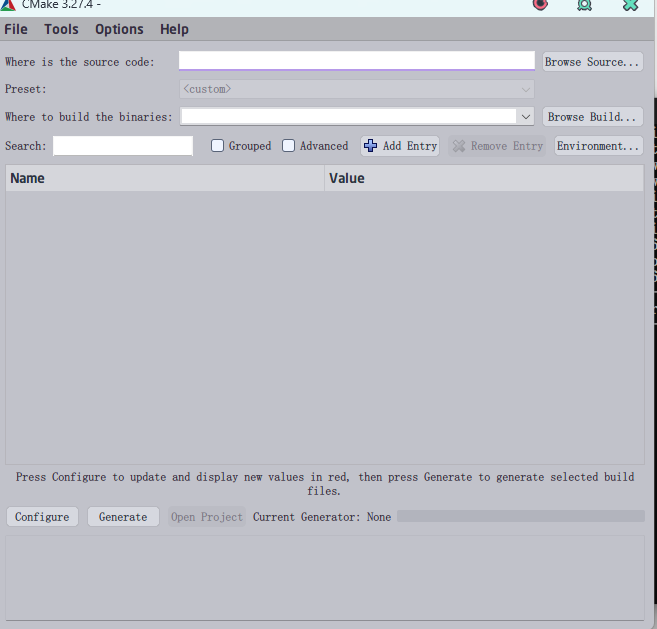 CMake 3.27.4 -
File Tools Options Help
Where is the source code: Browse Source...
Preset: <custom>
Where to build the binaries: Browse Build...
Search: Grouped Advanced Add Entry Remove Entry Environment...
Name Value
Press Configure to update and display new values in red, then press Generate to generate selected build
files.
Configure Generate Open Project Current Generator: None